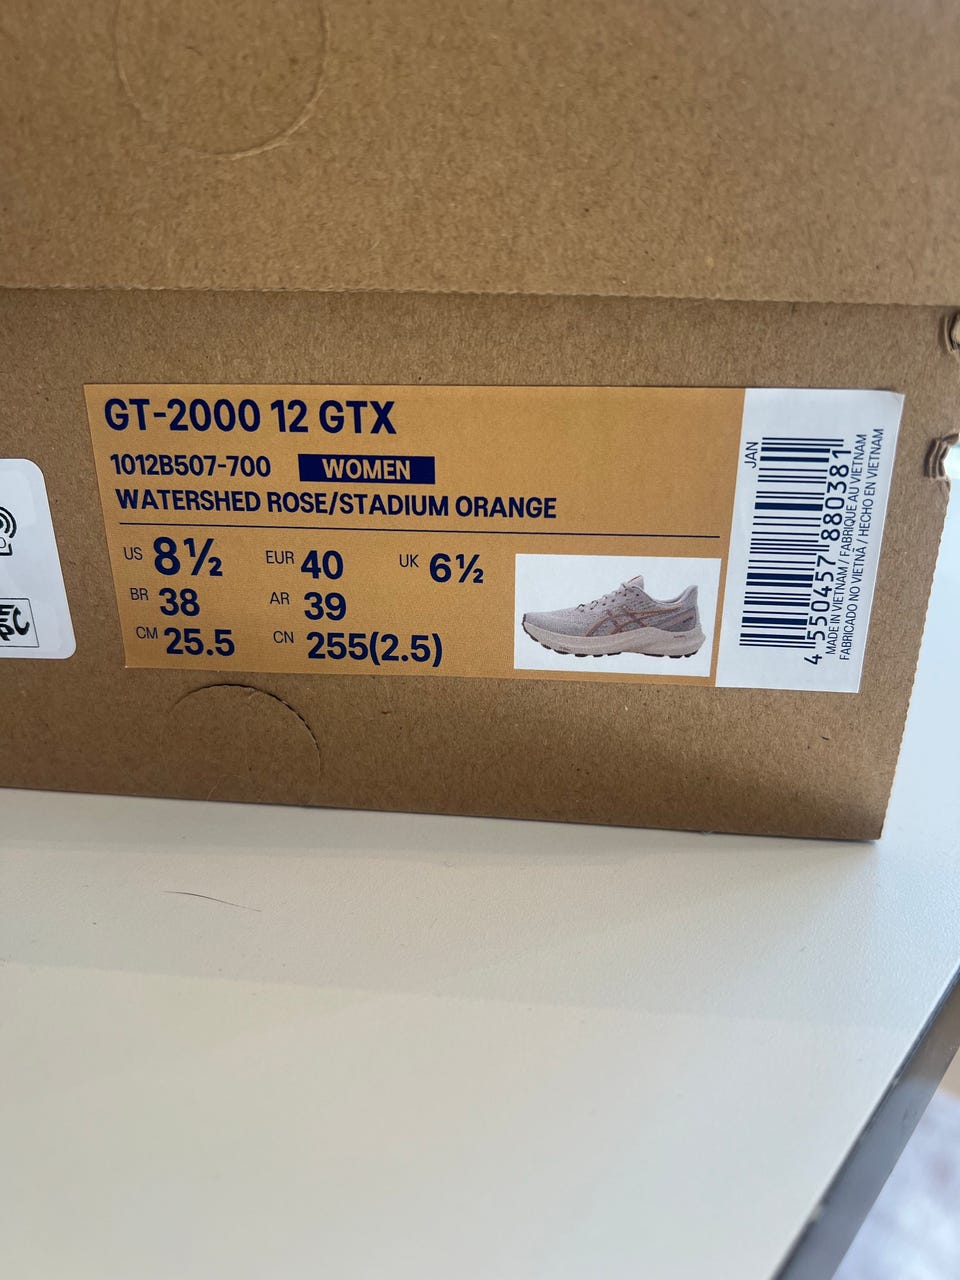 GT-2000 12 GTX
1012B507-700 WOMEN
WATERSHED ROSE/STADIUM ORANGE
US 8½ EUR 40 UK 6½
BR 38 AR 39
CM 25.5 CN 255(2.5)
JAN
4 550457 880381
MADE IN VIETNAM / FABRIQUE AU VIETNAM
FABRICADO NO VIETNÃ / HECHO EN VIETNAM